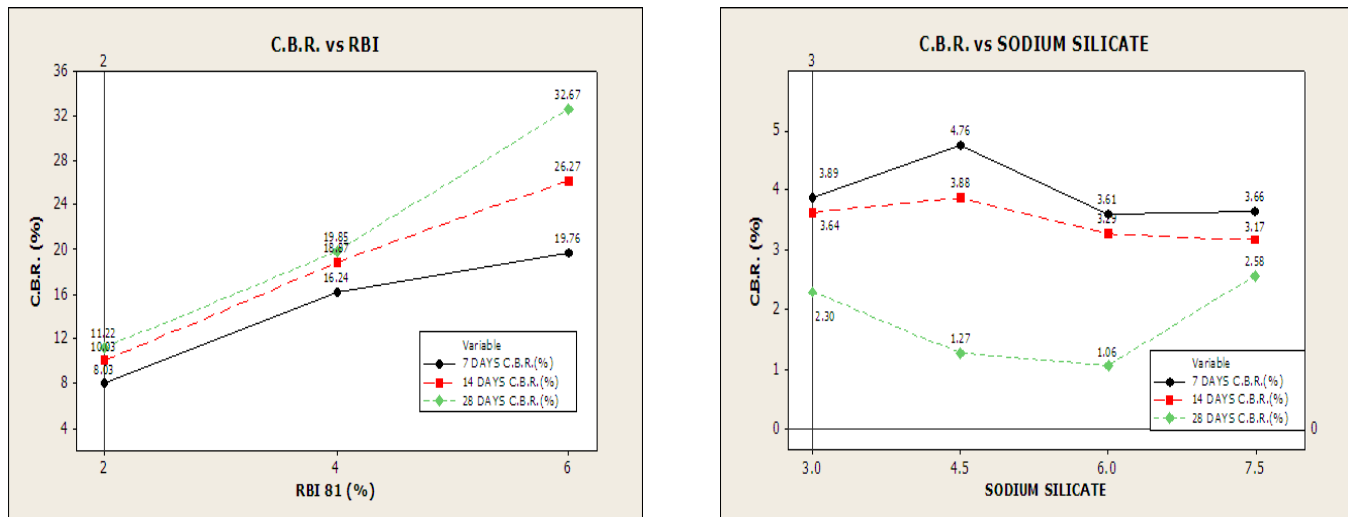 C.B.R. vs RBI
2
36
32
28
24
20
16
12
8
4
C.B.R. (%)
32.67
26.27
19.85
19.76
16.24
11.22
10.03
8.03
Variable
7 DAYS C.B.R.(%)
14 DAYS C.B.R.(%)
28 DAYS C.B.R.(%)
2 4 6
RBI 81 (%)
C.B.R. vs SODIUM SILICATE
3
5
4
3
2
1
0
C.B.R. (%)
4.76
3.89
3.88
3.64
3.61
3.29
3.66
3.17
2.58
2.30
1.27
1.06
Variable
7 DAYS C.B.R.(%)
14 DAYS C.B.R.(%)
28 DAYS C.B.R.(%)
0
3.0 4.5 6.0 7.5
SODIUM SILICATE